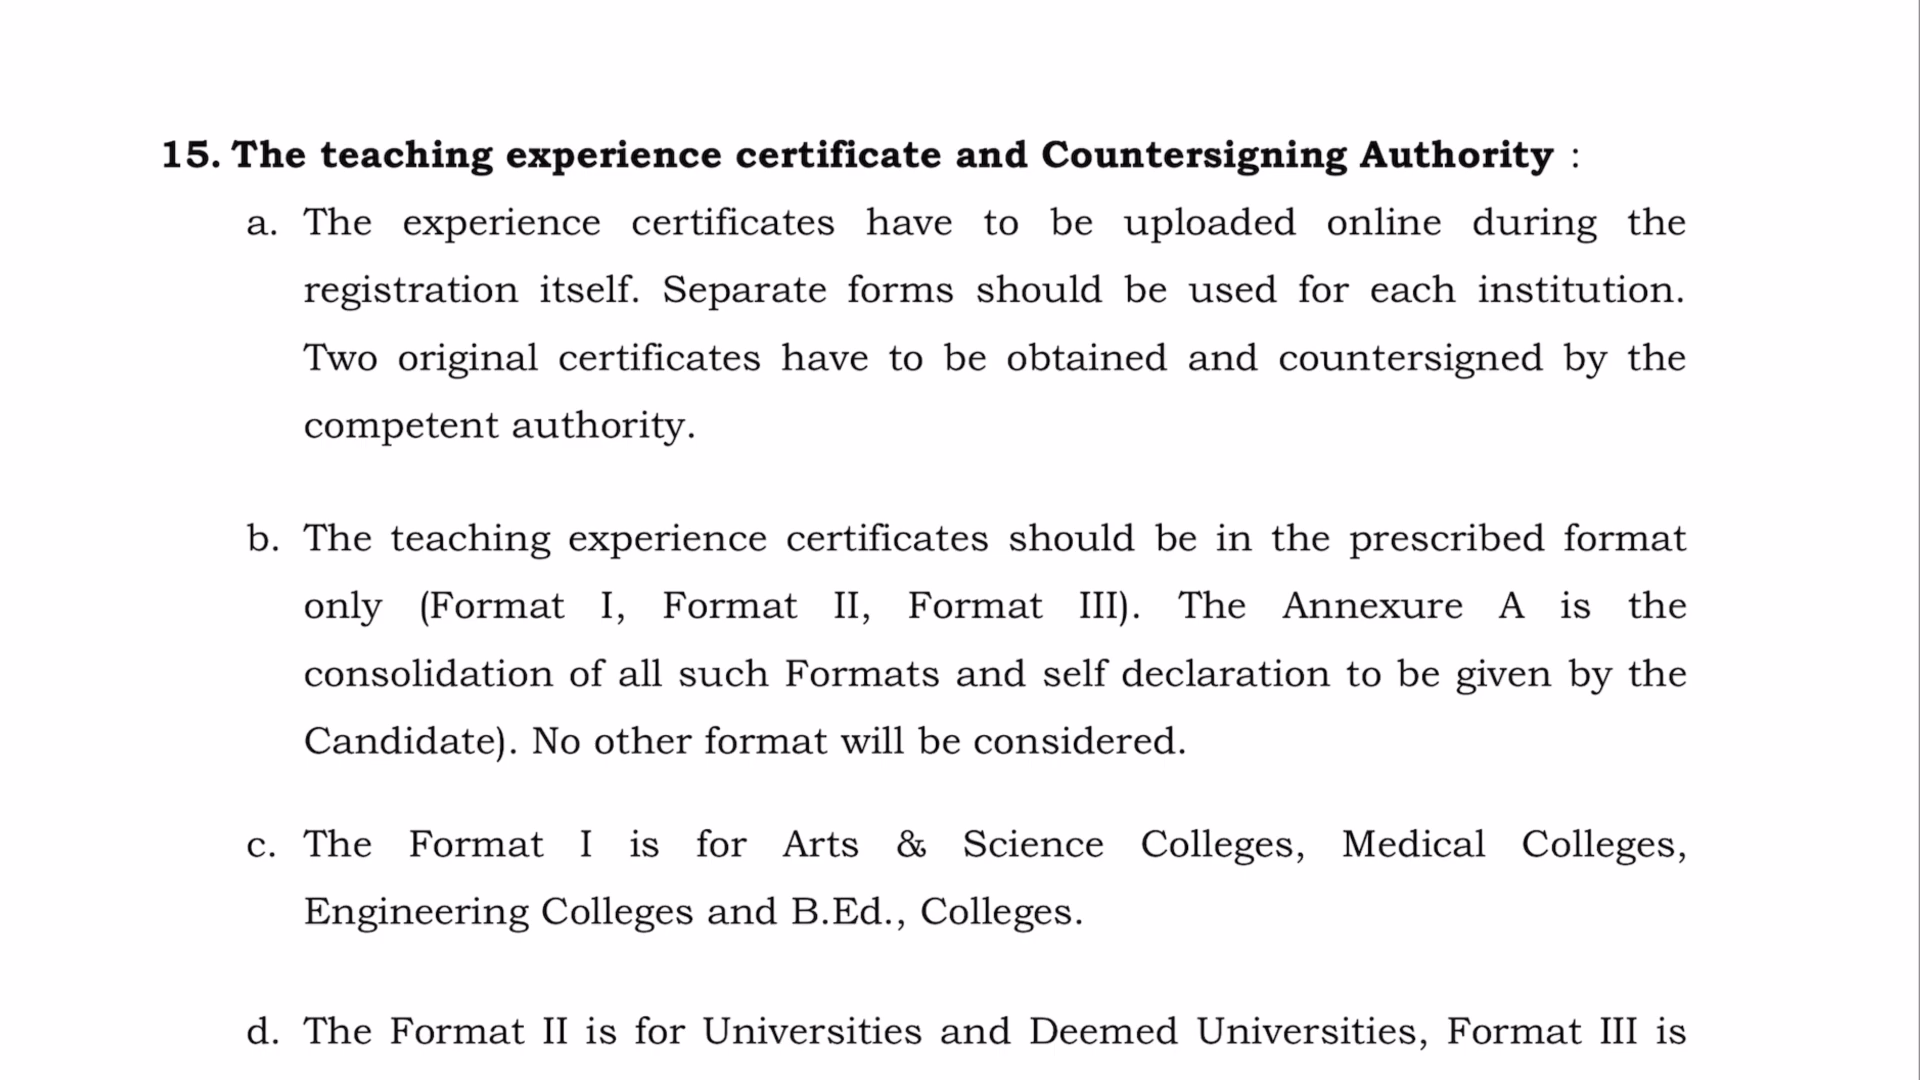 15. The teaching experience certificate and Countersigning Authority :
a. The experience certificates have to be uploaded online during the
registration itself. Separate forms should be used for each institution.
Two original certificates have to be obtained and countersigned by the
competent authority.
b. The teaching experience certificates should be in the prescribed format
only (Format I, Format II, Format III). The Annexure A is the
consolidation of all such Formats and self declaration to be given by the
Candidate). No other format will be considered.
c. The Format I is for Arts & Science Colleges, Medical Colleges,
Engineering Colleges and B.Ed., Colleges.
d. The Format II is for Universities and Deemed Universities, Format III is